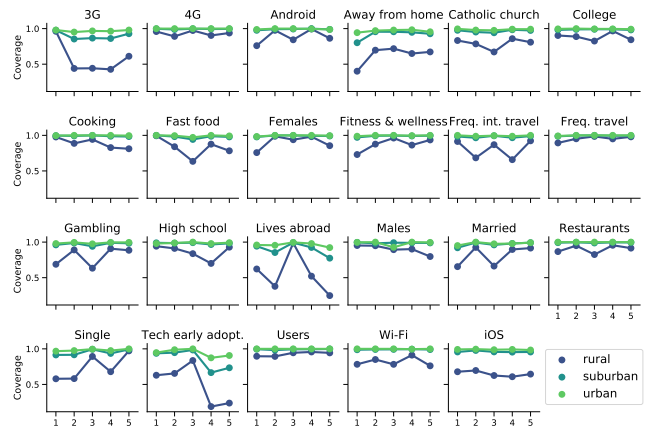 3G 4G Android Away from home Catholic church College
Coverage 1.0 0.5
Cooking Fast food Females Fitness & wellness Freq. int. travel Freq. travel
Coverage 1.0 0.5
Gambling High school Lives abroad Males Married Restaurants
Coverage 1.0 0.5
1 2 3 4 5
Single Tech early adopt. Users Wi-Fi iOS
Coverage 1.0 0.5
rural
suburban
urban
1 2 3 4 5 1 2 3 4 5 1 2 3 4 5 1 2 3 4 5 1 2 3 4 5